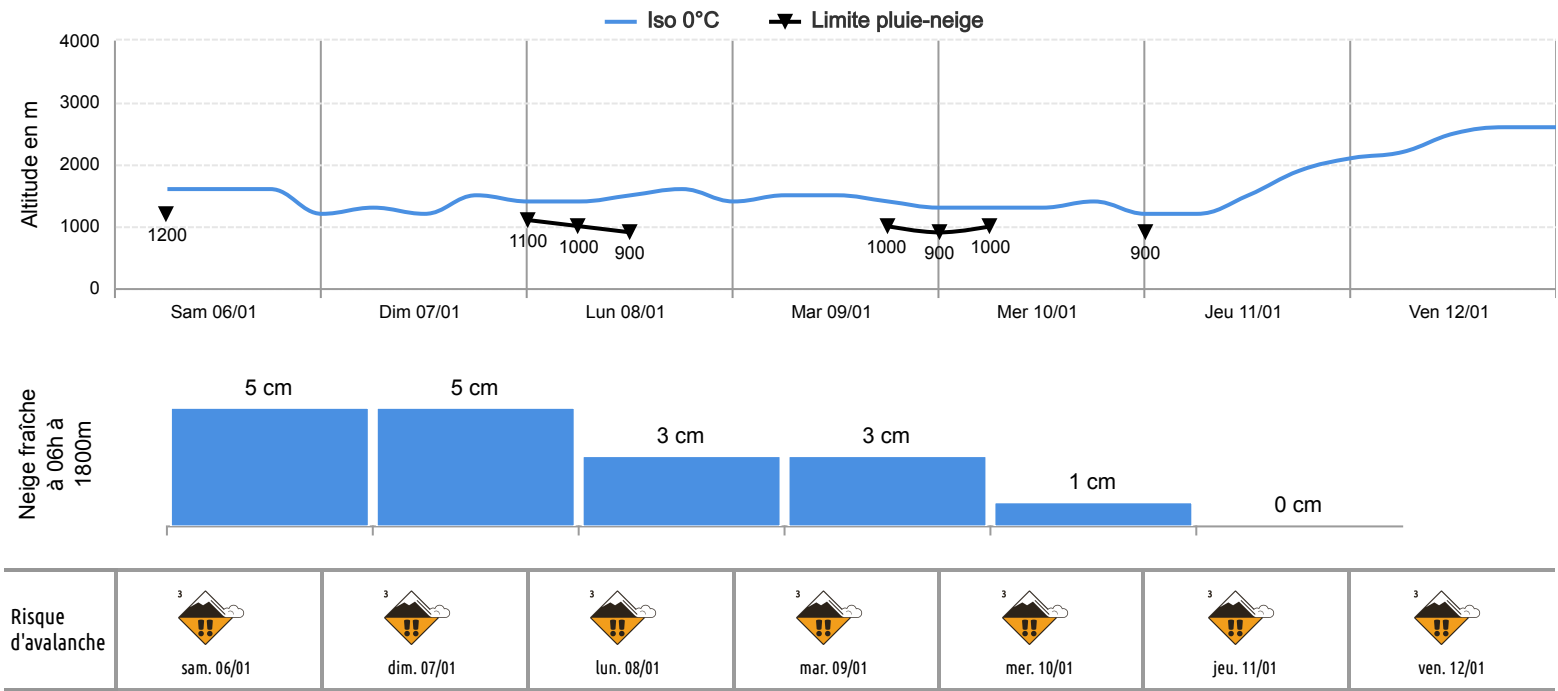 Iso 0°C Limite pluie-neige
Altitude en m
4000
3000
2000
1000
0
1200
1100
1000
900
1000
900
1000
900
Sam 06/01 Dim 07/01 Lun 08/01 Mar 09/01 Mer 10/01 Jeu 11/01 Ven 12/01
Neige fraîche
à 06h à
1800m
5 cm 5 cm 3 cm 3 cm 1 cm 0 cm
Risque
d'avalanche
3 3 3 3 3 3 3
sam. 06/01 dim. 07/01 lun. 08/01 mar. 09/01 mer. 10/01 jeu. 11/01 ven. 12/01